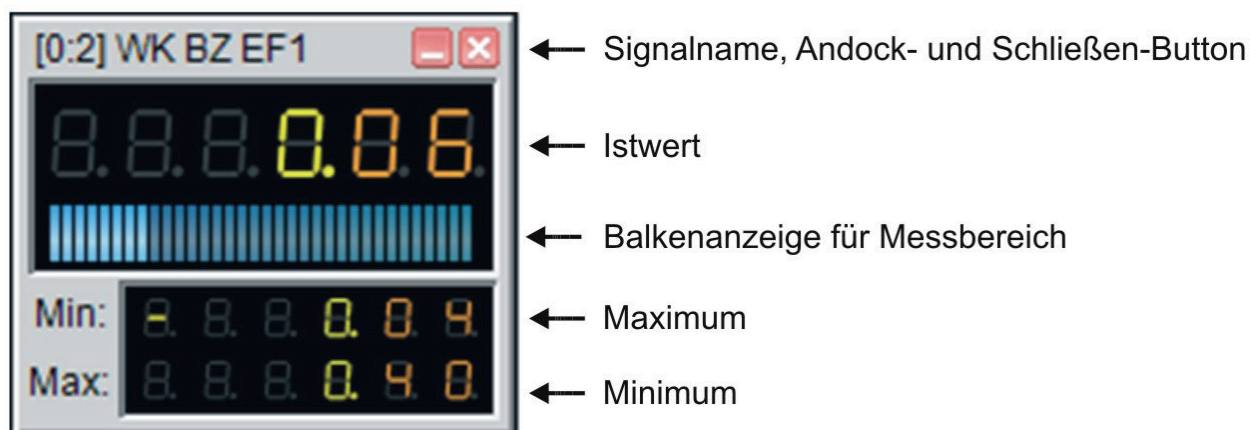 [0:2] WK BZ EF1 Signalname, Andock- und Schließen-Button
0.06 Istwert
Balkenanzeige für Messbereich
Min: - 0.04 Maximum
Max: 0.40 Minimum